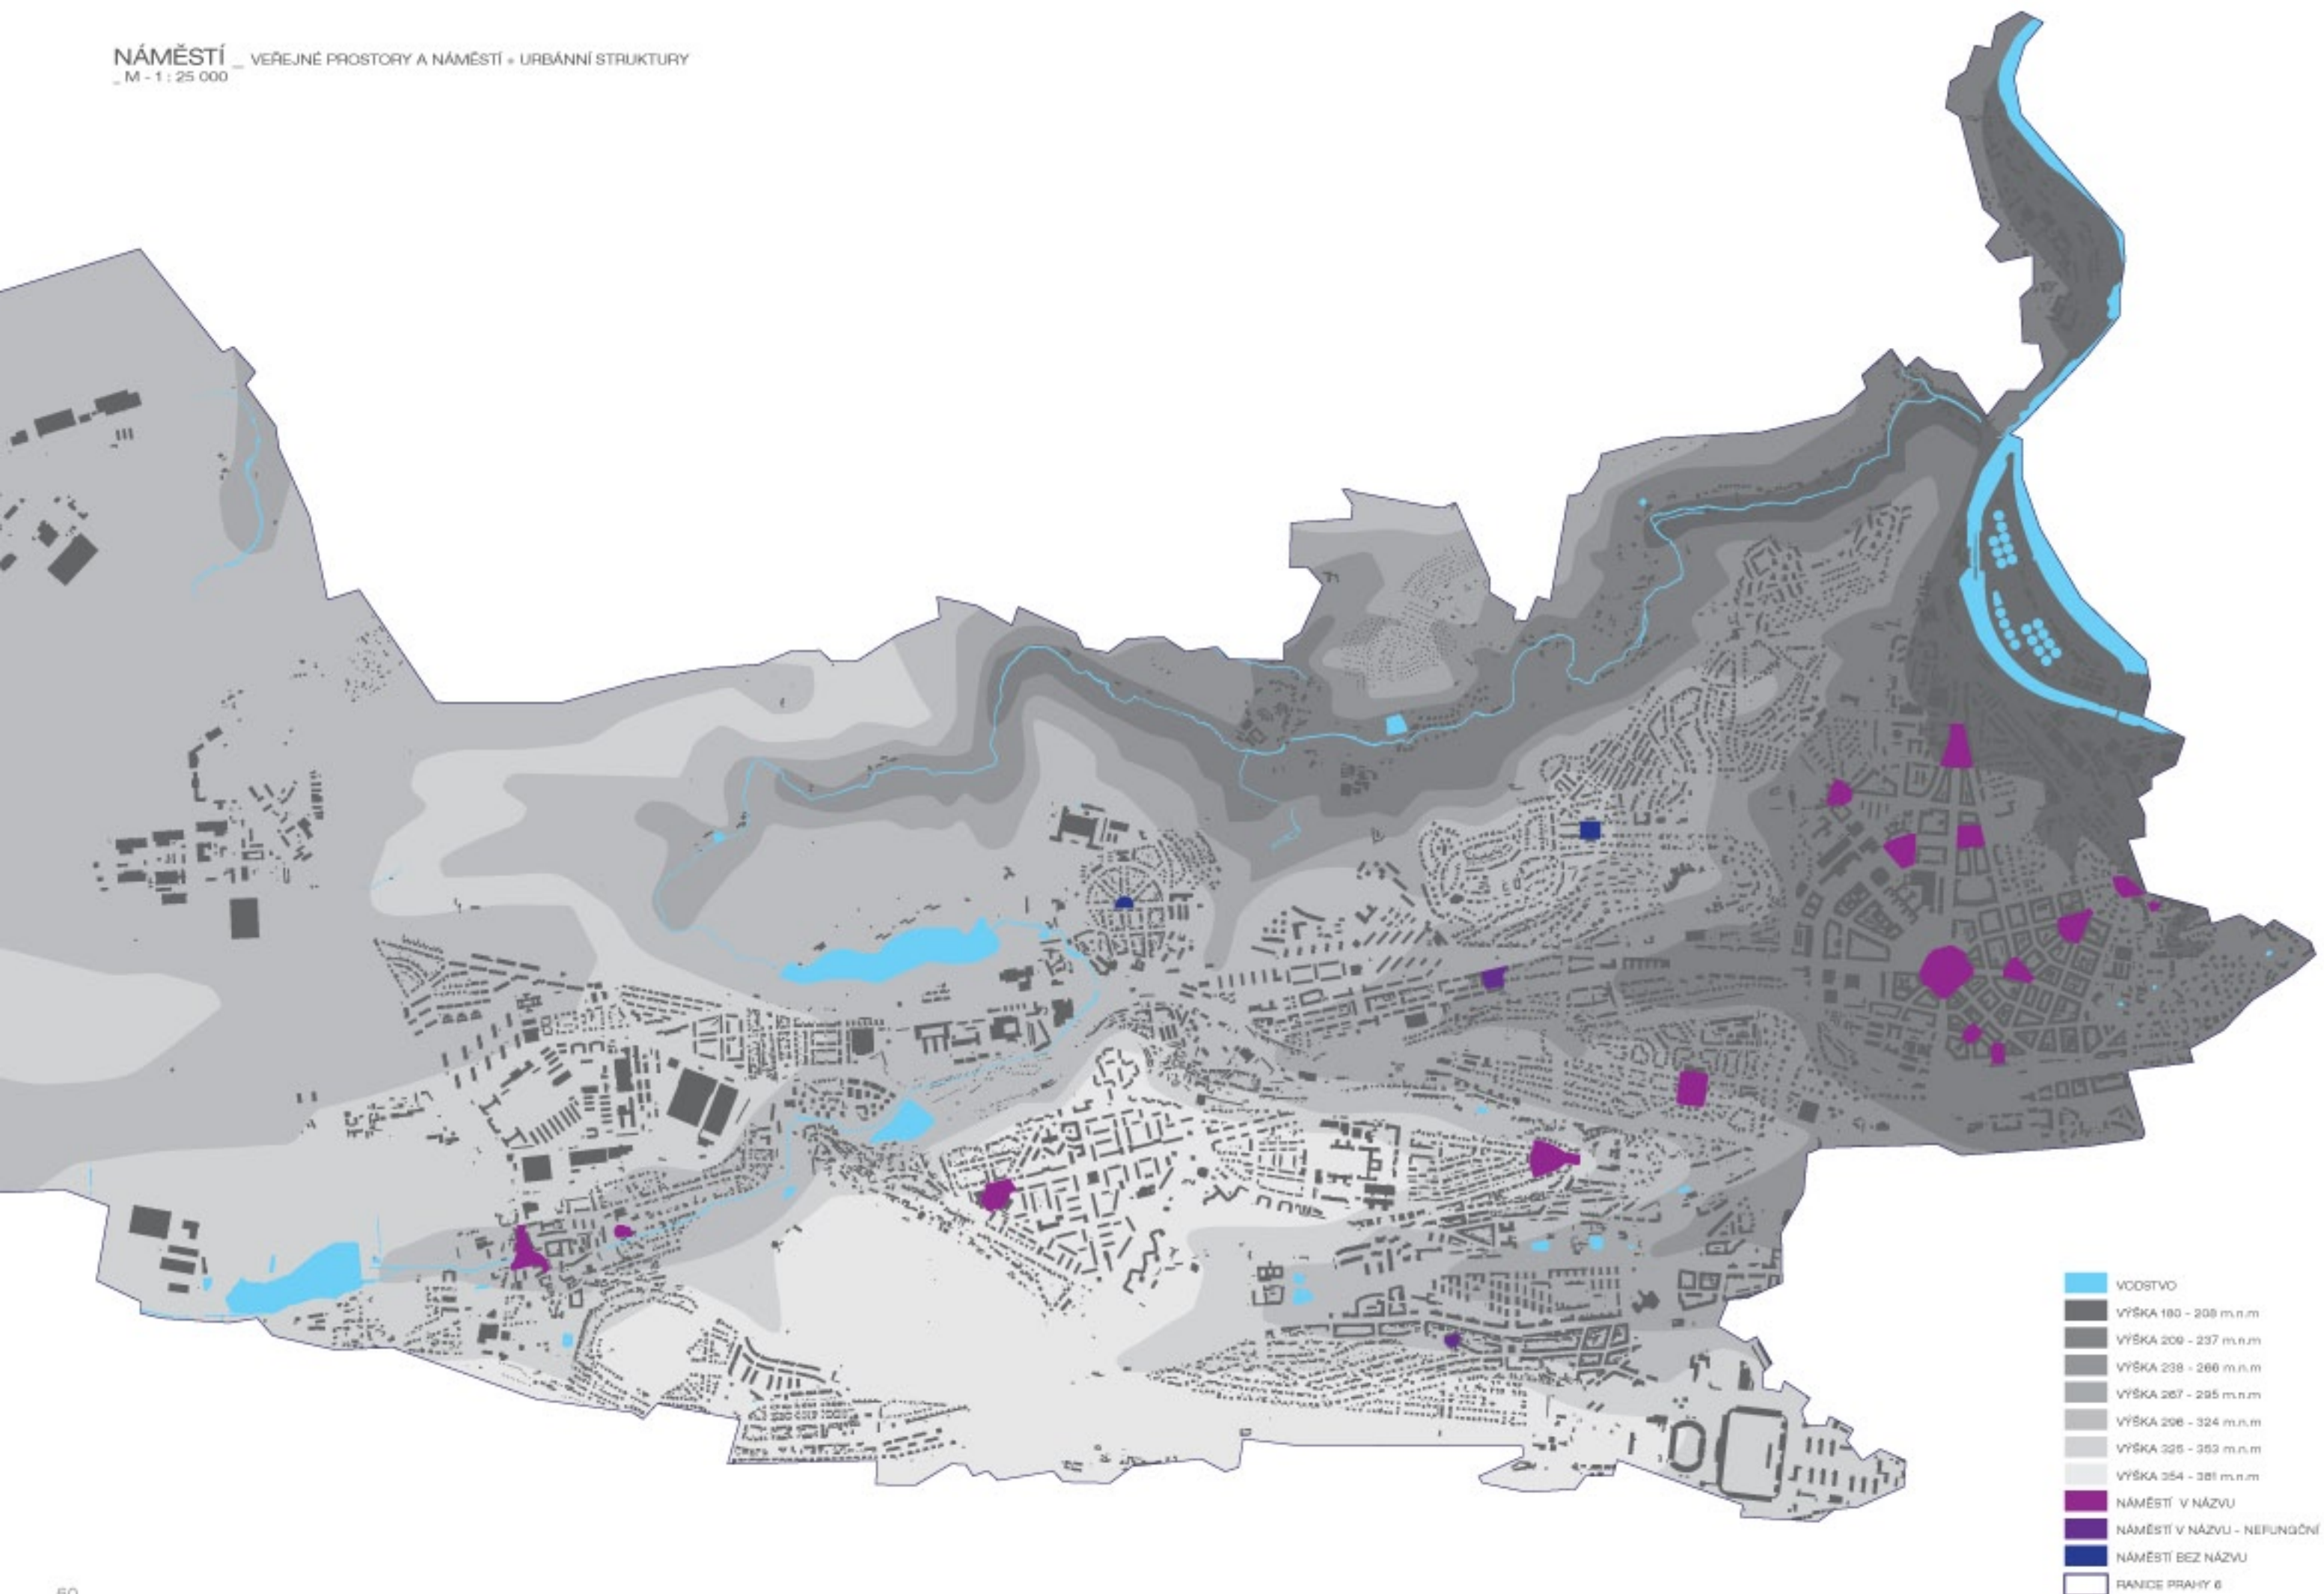 NÁMĚSTÍ _ VEŘEJNÉ PROSTORY A NÁMĚSTÍ + URBÁNNÍ STRUKTURY
_ M - 1 : 25 000
VODSTVO
VÝŠKA 180 - 208 m.n.m
VÝŠKA 209 - 237 m.n.m
VÝŠKA 238 - 266 m.n.m
VÝŠKA 267 - 295 m.n.m
VÝŠKA 296 - 324 m.n.m
VÝŠKA 325 - 353 m.n.m
VÝŠKA 354 - 381 m.n.m
NÁMĚSTÍ V NÁZVU
NÁMĚSTÍ V NÁZVU - NEFUNGČNÍ
NÁMĚSTÍ BEZ NÁZVU
RANICE PRAHY 6